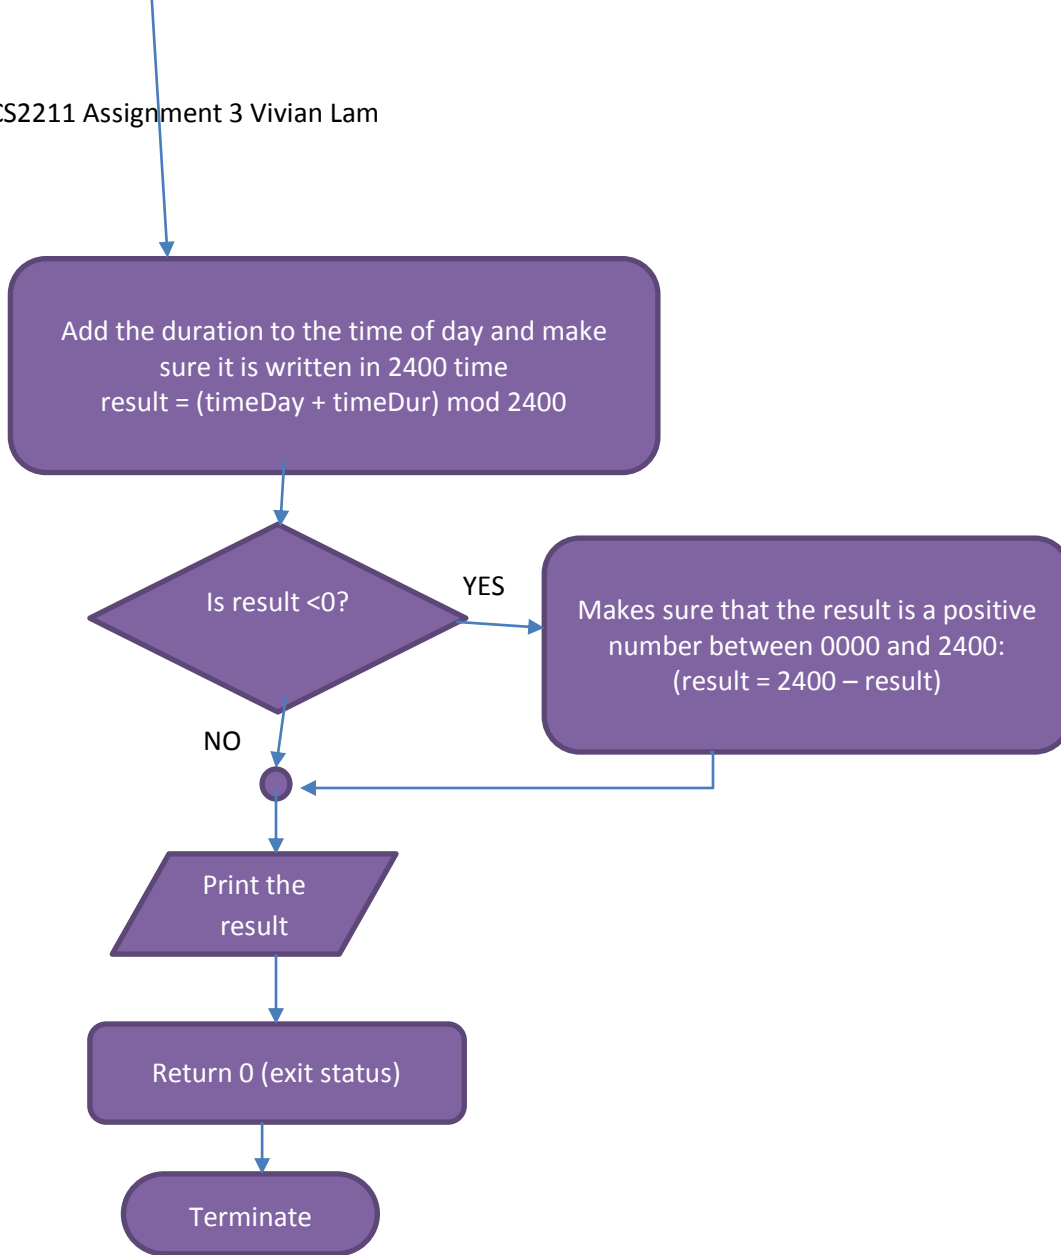 CS2211 Assignment 3 Vivian Lam
Add the duration to the time of day and make
sure it is written in 2400 time
result = (timeDay + timeDur) mod 2400
Is result <0?
YES
Makes sure that the result is a positive
number between 0000 and 2400:
(result = 2400 – result)
NO
Print the
result
Return 0 (exit status)
Terminate